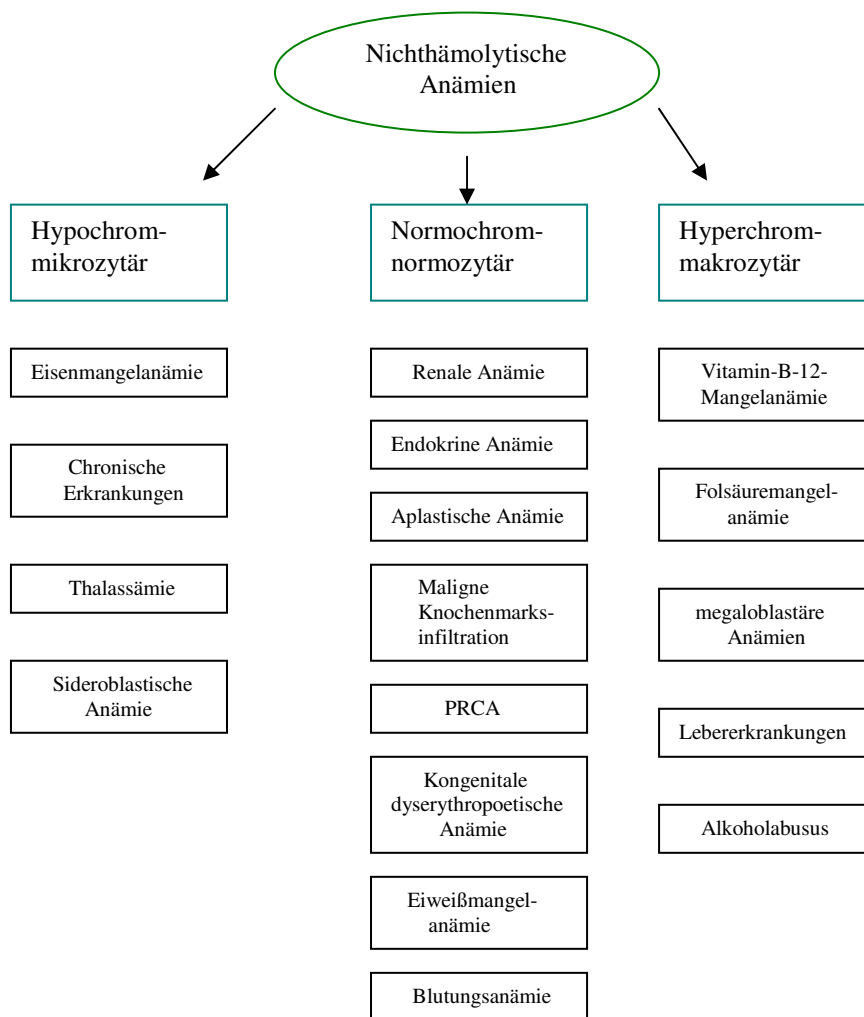 Nichthämolytische
Anämien
Hypochrom-
mikrozytär
Normochrom-
normozytär
Hyperchrom-
makrozytär
Eisenmangelanämie
Chronische
Erkrankungen
Thalassämie
Sideroblastische
Anämie
Renale Anämie
Endokrine Anämie
Aplastische Anämie
Maligne
Knochenmarks-
infiltration
PRCA
Kongenitale
dyserythropoetische
Anämie
Eiweißmangel-
anämie
Blutungsanämie
Vitamin-B-12-
Mangelanämie
Folsäuremangel-
anämie
megaloblastäre
Anämien
Lebererkrankungen
Alkoholabusus